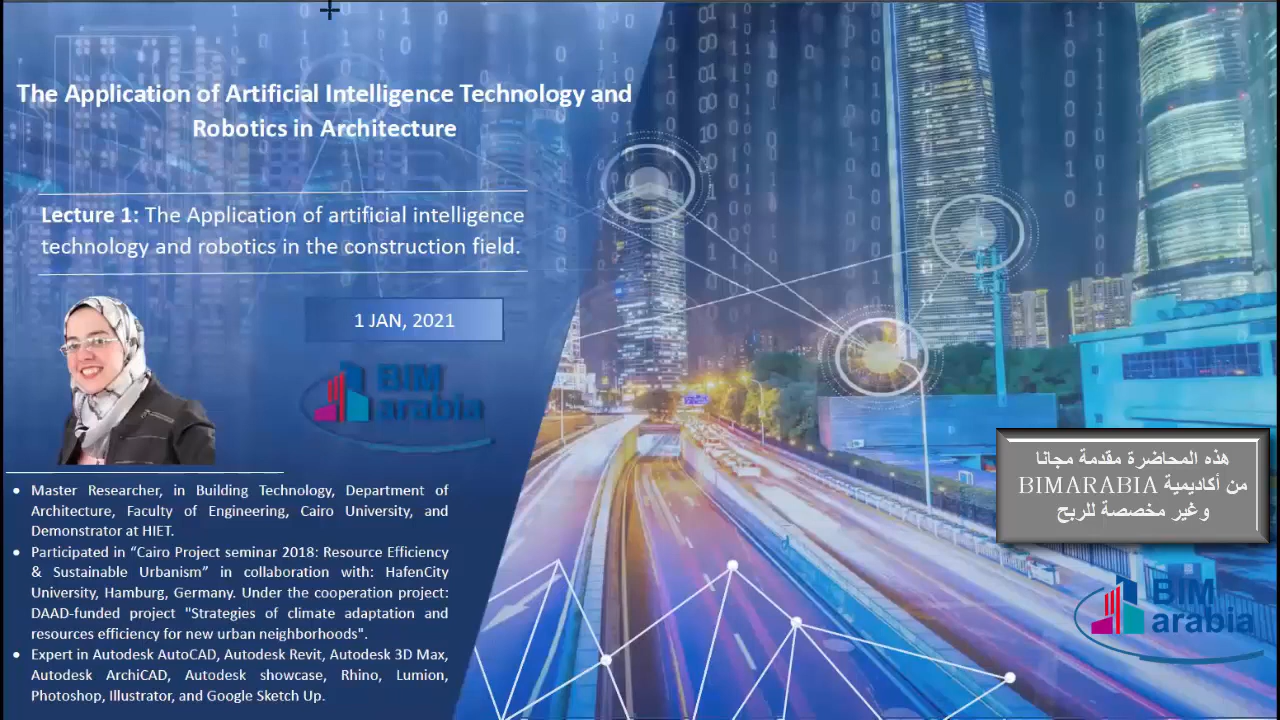 The Application of Artificial Intelligence Technology and
Robotics in Architecture
Lecture 1: The Application of artificial intelligence
technology and robotics in the construction field.
1 JAN, 2021
BIM
arabia
• Master Researcher, in Building Technology, Department of
Architecture, Faculty of Engineering, Cairo University, and
Demonstrator at HIET.
• Participated in “Cairo Project seminar 2018: Resource Efficiency
& Sustainable Urbanism” in collaboration with: HafenCity
University, Hamburg, Germany. Under the cooperation project:
DAAD-funded project "Strategies of climate adaptation and
resources efficiency for new urban neighborhoods".
• Expert in Autodesk AutoCAD, Autodesk Revit, Autodesk 3D Max,
Autodesk ArchiCAD, Autodesk showcase, Rhino, Lumion,
Photoshop, Illustrator, and Google Sketch Up.
هذه المحاضرة مقدمة مجانا
من أكاديمية BIMARABIA
وغير مخصصة للربح
BIM
arabia